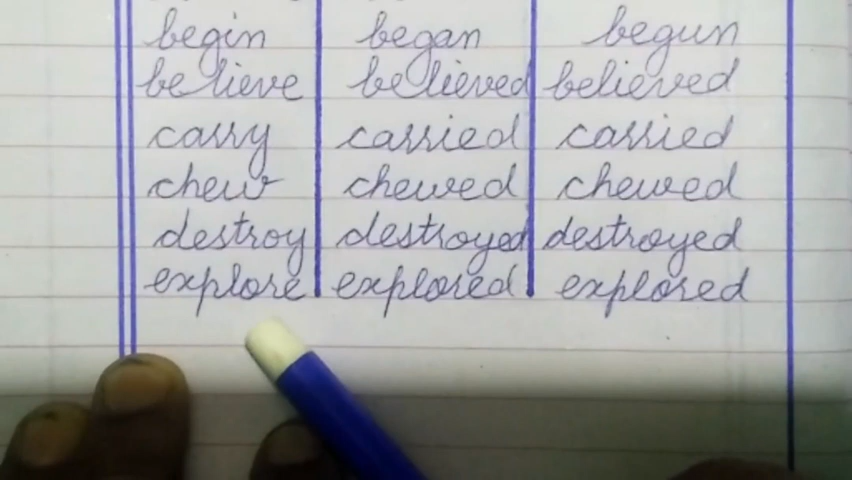 begin began begun
believe believed believed
carry carried carried
chew chewed chewed
destroy destroyed destroyed
explore explored explored